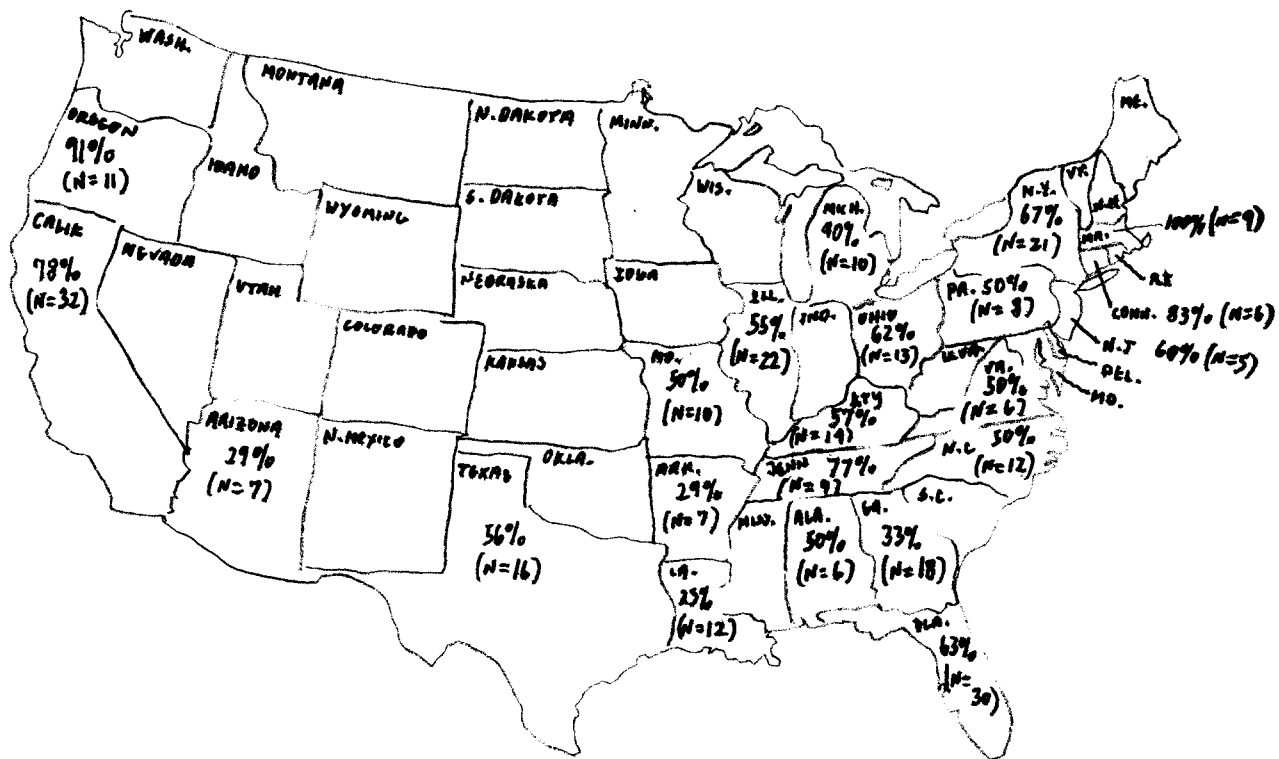 WASH.
MONTANA
N. DAKOTA
MINN.
ME.
OREGON
91%
(N=11)
IDAHO
S. DAKOTA
WIS.
MICH.
40%
(N=10)
N.Y.
67%
(N=21)
VT.
N.H.
MA.
100% (N=9)
WYOMING
CALIF
78%
(N=32)
NEVADA
UTAH
NEBRASKA
IOWA
ILL.
55%
(N=22)
IND.
OHIO
62%
(N=13)
PA. 50%
(N=8)
RI
CONN. 83% (N=6)
N.J 60% (N=5)
DEL.
MD.
COLORADO
KANSAS
MO.
50%
(N=10)
W.VA.
VA.
50%
(N=6)
KTY
57%
(N=14)
ARIZONA
29%
(N=7)
N. MEXICO
TEXAS
56%
(N=16)
OKLA.
ARK.
29%
(N=7)
TENN 77%
(N=9)
N.C. 50%
(N=12)
S.C.
MISS.
ALA.
50%
(N=6)
GA.
33%
(N=18)
LA.
25%
(N=12)
FLA.
63%
(N=
30)